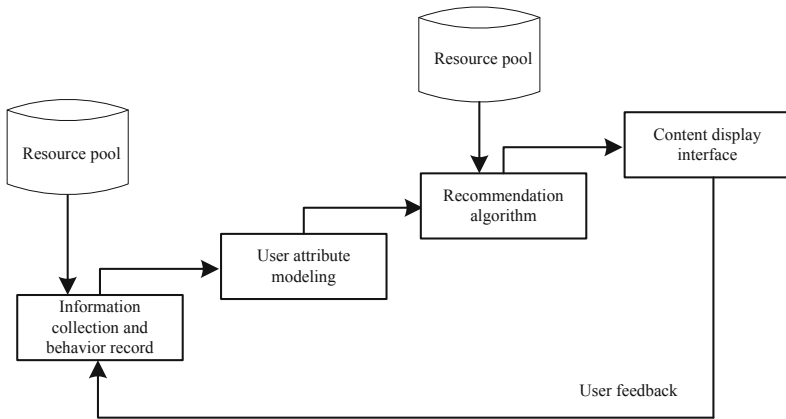 Resource pool
Resource pool
Content display
interface
Recommendation
algorithm
User attribute
modeling
Information
collection and
behavior record
User feedback